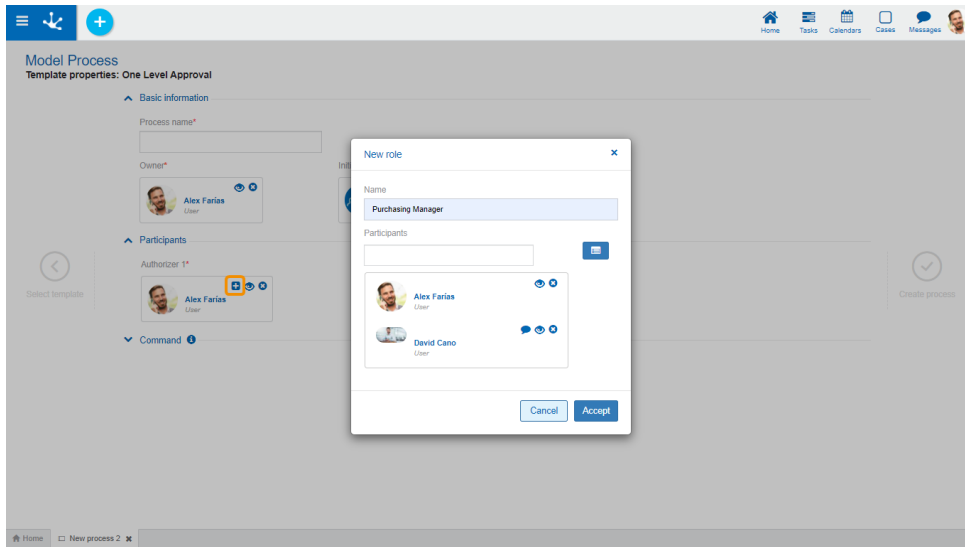 Home
Tasks
Calendars
Cases
Messages
Model Process
Template properties: One Level Approval
Basic information
Process name*
Owner*
Alex Farías
User
Participants
Authorizer 1*
Alex Farías
User
Command
Select template
Create process
New role
Name
Purchasing Manager
Participants
Alex Farías
User
David Cano
User
Cancel
Accept
Home
New process 2